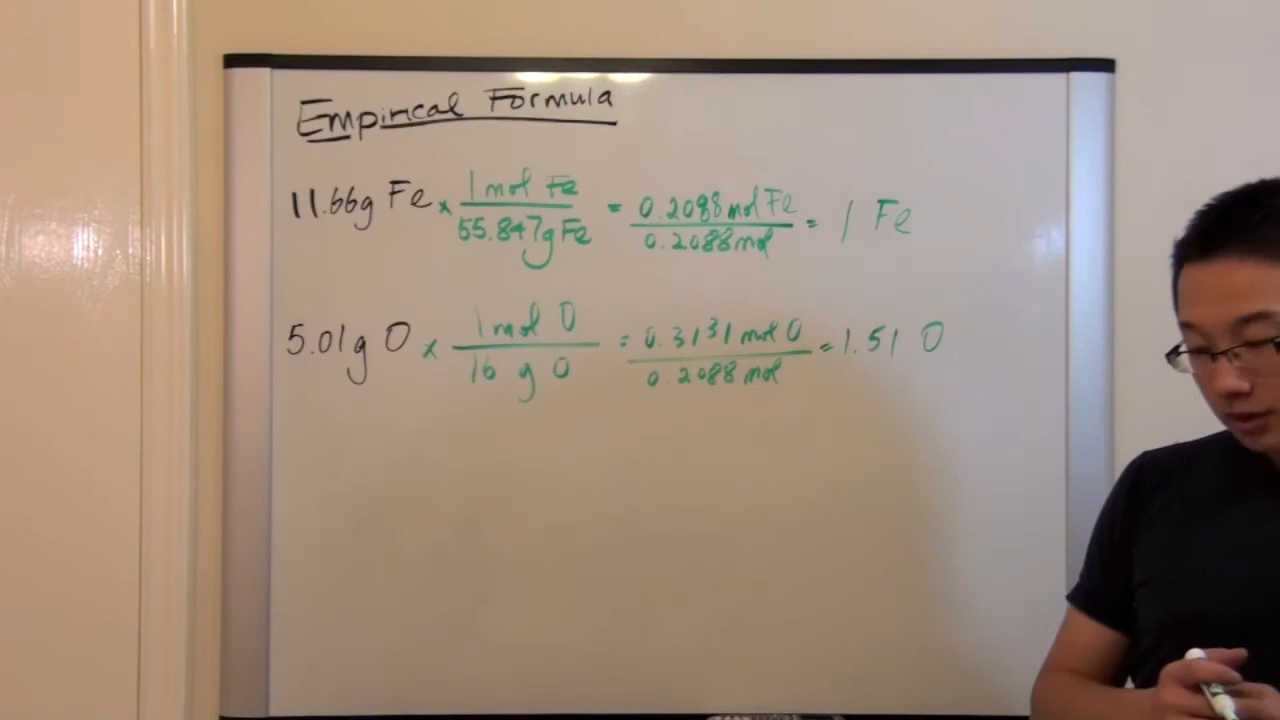 Empirical Formula
11.66g Fe × 1 mol Fe / 55.847g Fe = 0.2088 mol Fe / 0.2088 mol = 1 Fe
5.01g O × 1 mol O / 16 g O = 0.3131 mol O / 0.2088 mol = 1.51 O